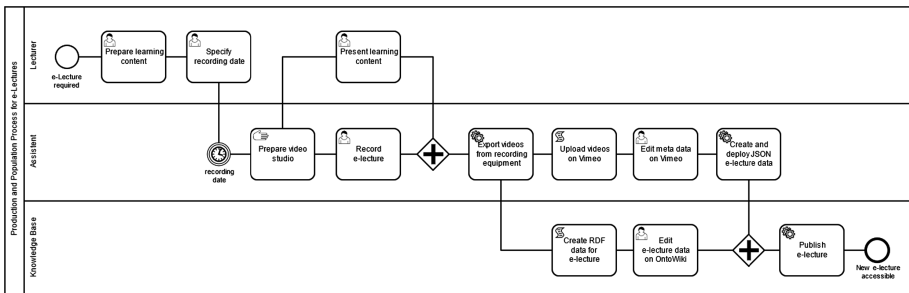 Production and Population Process for e-Lectures
Lecturer
e-Lecture
required
Prepare learning
content
Specify
recording date
Present learning
content
Assistent
recording
date
Prepare video
studio
Record
e-lecture
Export videos
from recording
equipment
Upload videos
on Vimeo
Edit meta data
on Vimeo
Create and
deploy JSON
e-lecture data
Knowledge Base
Create RDF
data for
e-lecture
Edit
e-lecture data
on OntoWiki
Publish
e-lecture
New e-lecture
accessible